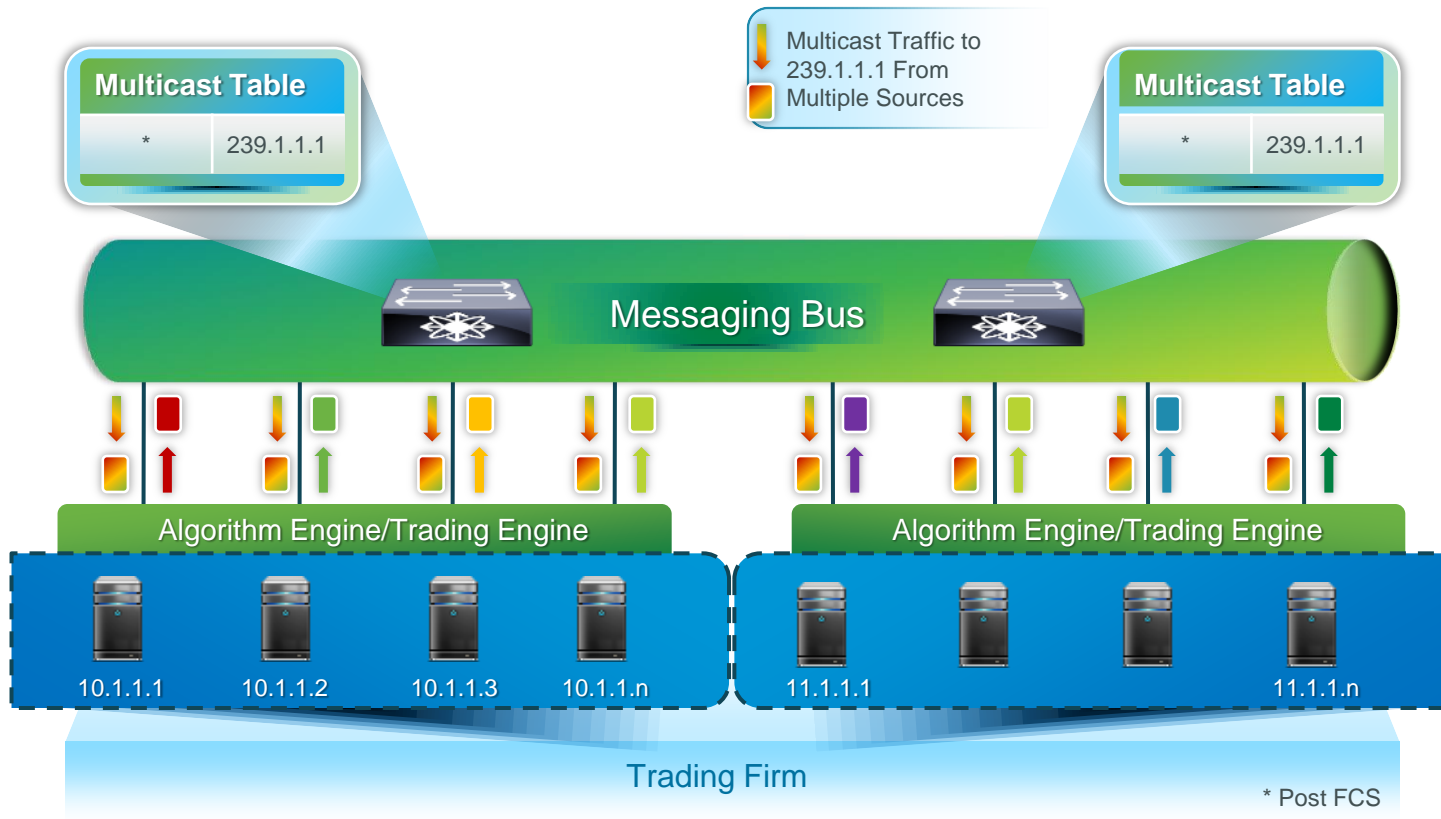 Multicast Traffic to
239.1.1.1 From
Multiple Sources
Multicast Table
* 239.1.1.1
Multicast Table
* 239.1.1.1
Messaging Bus
Algorithm Engine/Trading Engine
Algorithm Engine/Trading Engine
10.1.1.1 10.1.1.2 10.1.1.3 10.1.1.n
11.1.1.1 11.1.1.n
Trading Firm
* Post FCS